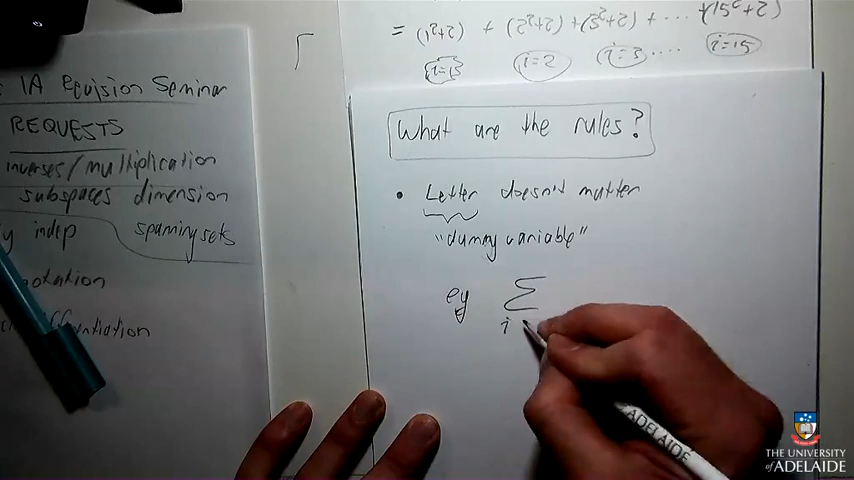 1A Revision Seminar
REQUESTS
inverses/multiplication
subspaces dimension
indep spanning sets
notation
differentiation
= (1²+2) + (2²+2) + (3²+2) + ... + (15²+2)
i=2 i=3 .... i=15
What are the rules?
• Letter doesn't matter
"dummy variable"
eg Σ
i
ADELAIDE
THE UNIVERSITY
of ADELAIDE